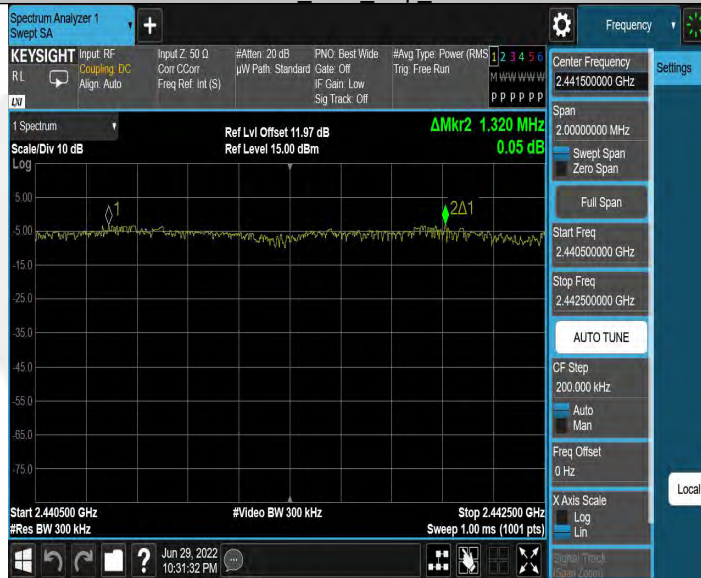 Spectrum Analyzer 1
Swept SA
Frequency
KEYSIGHT
RL
LXI
Input: RF
Coupling: DC
Align: Auto
Input Z: 50 Ω
Corr CCorr
Freq Ref: Int (S)
#Atten: 20 dB
µW Path: Standard
PNO: Best Wide
Gate: Off
IF Gain: Low
Sig Track: Off
#Avg Type: Power (RMS
Trig: Free Run
1 2 3 4 5 6
M W W W W W
P P P P P P
1 Spectrum
Scale/Div 10 dB
Log
Ref Lvl Offset 11.97 dB
Ref Level 15.00 dBm
ΔMkr2 1.320 MHz
0.05 dB
5.00
-5.00
-15.0
-25.0
-35.0
-45.0
-55.0
-65.0
-75.0
1
2Δ1
Start 2.440500 GHz
#Res BW 300 kHz
#Video BW 300 kHz
Stop 2.442500 GHz
Sweep 1.00 ms (1001 pts)
Jun 29, 2022
10:31:32 PM
Center Frequency
2.441500000 GHz
Span
2.00000000 MHz
Swept Span
Zero Span
Full Span
Start Freq
2.440500000 GHz
Stop Freq
2.442500000 GHz
AUTO TUNE
CF Step
200.000 kHz
Auto
Man
Freq Offset
0 Hz
X Axis Scale
Log
Lin
Signal Track
(Span Zoom)
Settings
Local